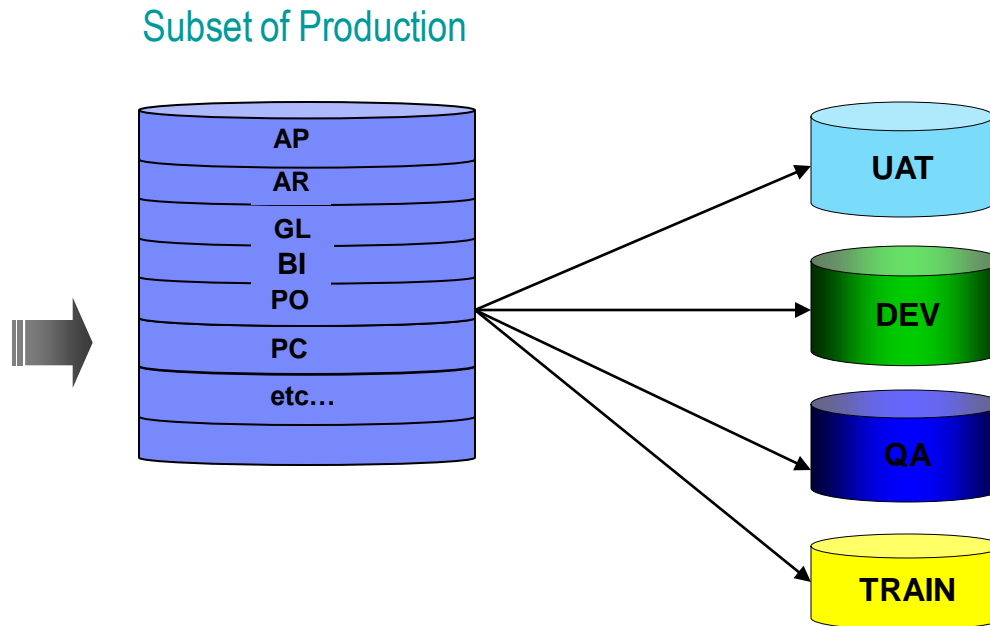 Subset of Production
AP
AR
GL
BI
PO
PC
etc…
UAT
DEV
QA
TRAIN